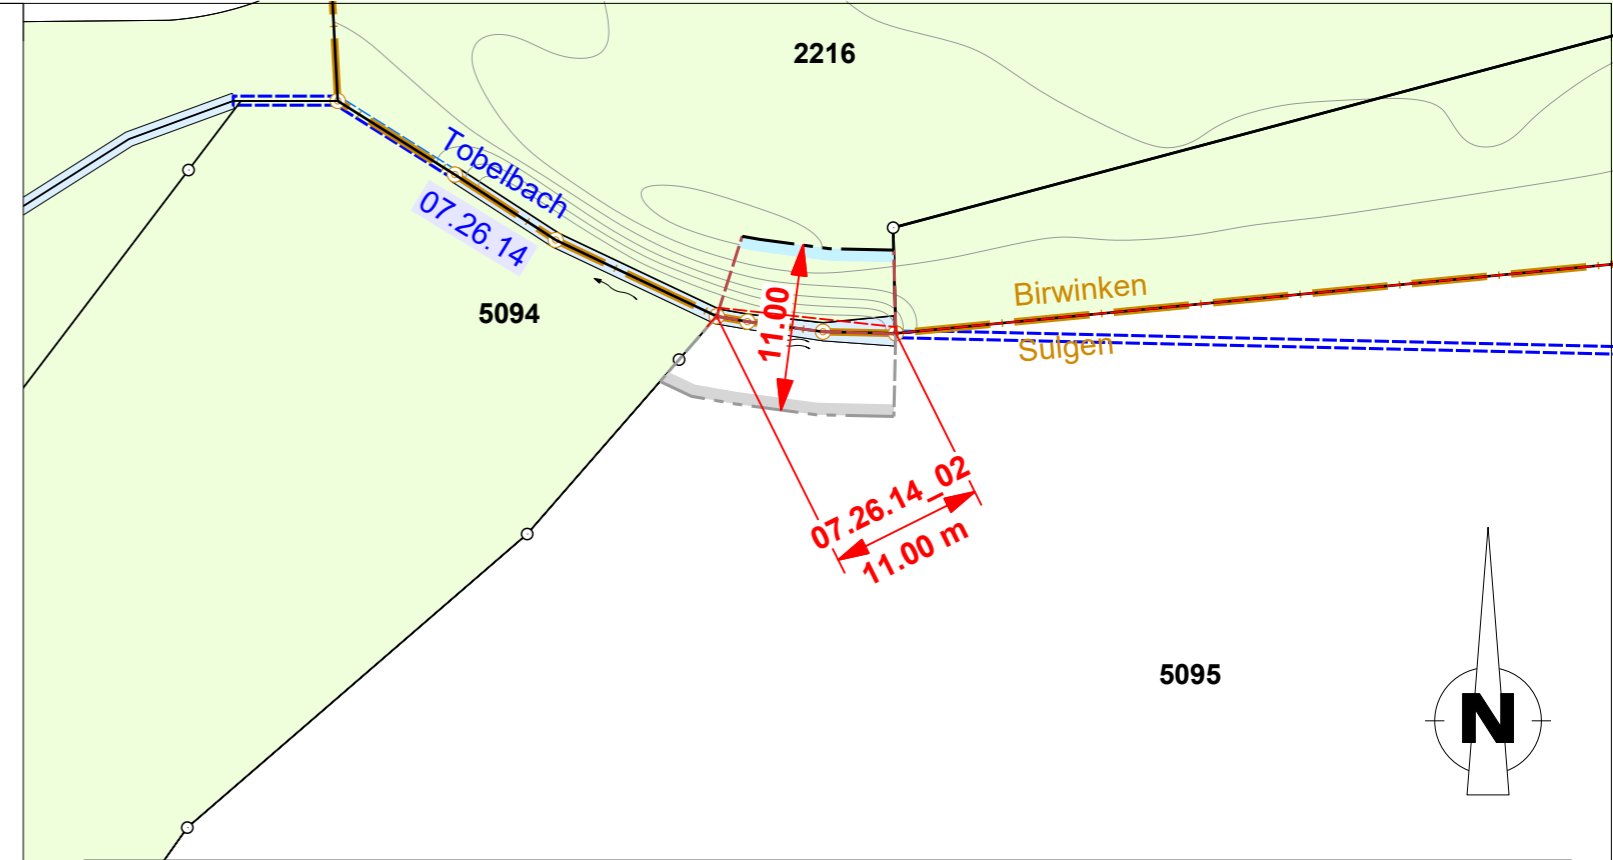 2216
Tobelbach
07.26.14
5094
11.00
Birwinken
Sulgen
07.26.14_02
11.00 m
5095
N